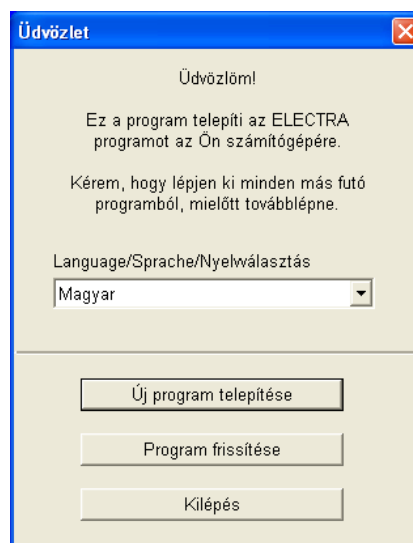 Üdvözlet
Üdvözlöm!
Ez a program telepíti az ELECTRA
programot az Ön számítógépére.
Kérem, hogy lépjen ki minden más futó
programból, mielőtt továbblépne.
Language/Sprache/Nyelwálasztás
Magyar
Új program telepítése
Program frissítése
Kilépés